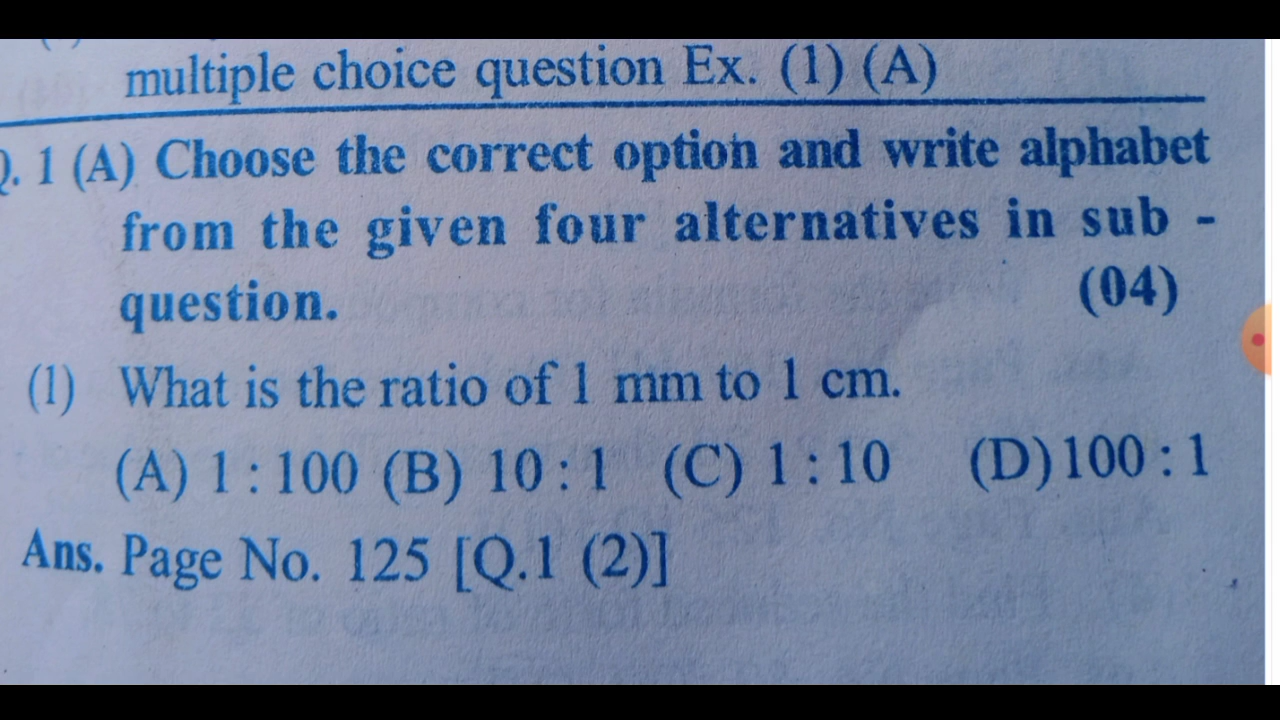 multiple choice question Ex. (1) (A)
Q. 1 (A) Choose the correct option and write alphabet
from the given four alternatives in sub -
question. (04)
(1) What is the ratio of 1 mm to 1 cm.
(A) 1 : 100 (B) 10 : 1 (C) 1 : 10 (D) 100 : 1
Ans. Page No. 125 [Q.1 (2)]